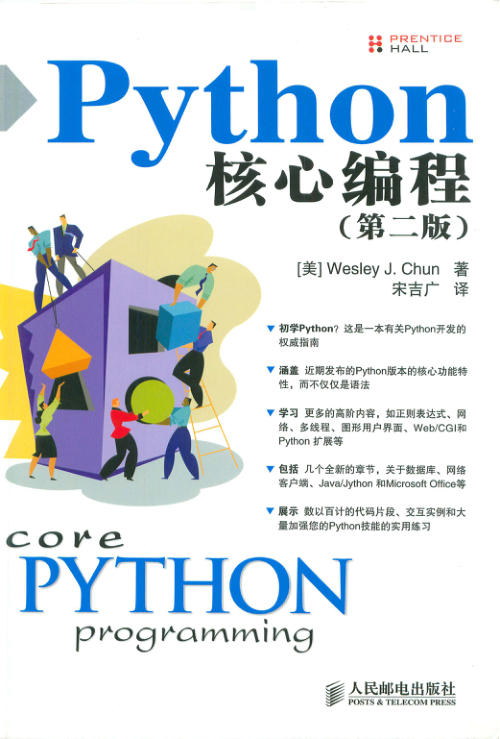 PRENTICE
HALL
Python
核心编程
（第二版）
[美] Wesley J. Chun 著
宋吉广 译
▼ 初学Python？这是一本有关Python开发的
权威指南
▼ 涵盖 近期发布的Python版本的核心功能特
性，而不仅仅是语法
▼ 学习 更多的高阶内容，如正则表达式、网
络、多线程、图形用户界面、Web/CGI和
Python 扩展等
▼ 包括 几个全新的章节，关于数据库、网络
客户端、Java/Jython 和Microsoft Office等
▼ 展示 数以百计的代码片段、交互实例和大
量加强您的Python技能的实用练习
core
PYTHON
programming
人民邮电出版社
POSTS & TELECOM PRESS